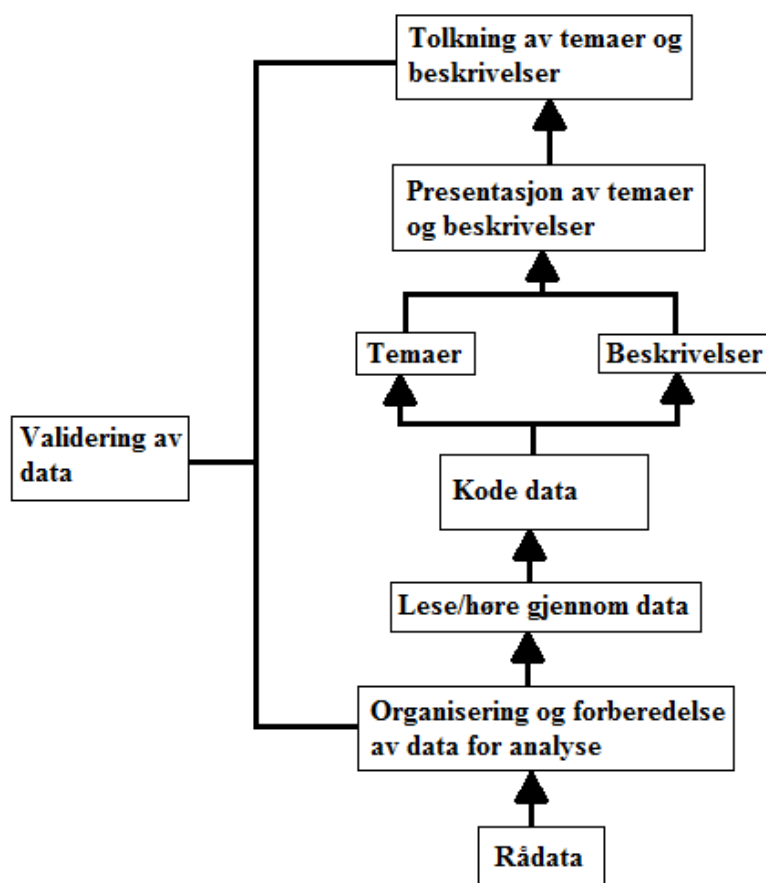 Tolkning av temaer og
beskrivelser
Presentasjon av temaer
og beskrivelser
Temaer
Beskrivelser
Validering av
data
Kode data
Lese/høre gjennom data
Organisering og forberedelse
av data for analyse
Rådata